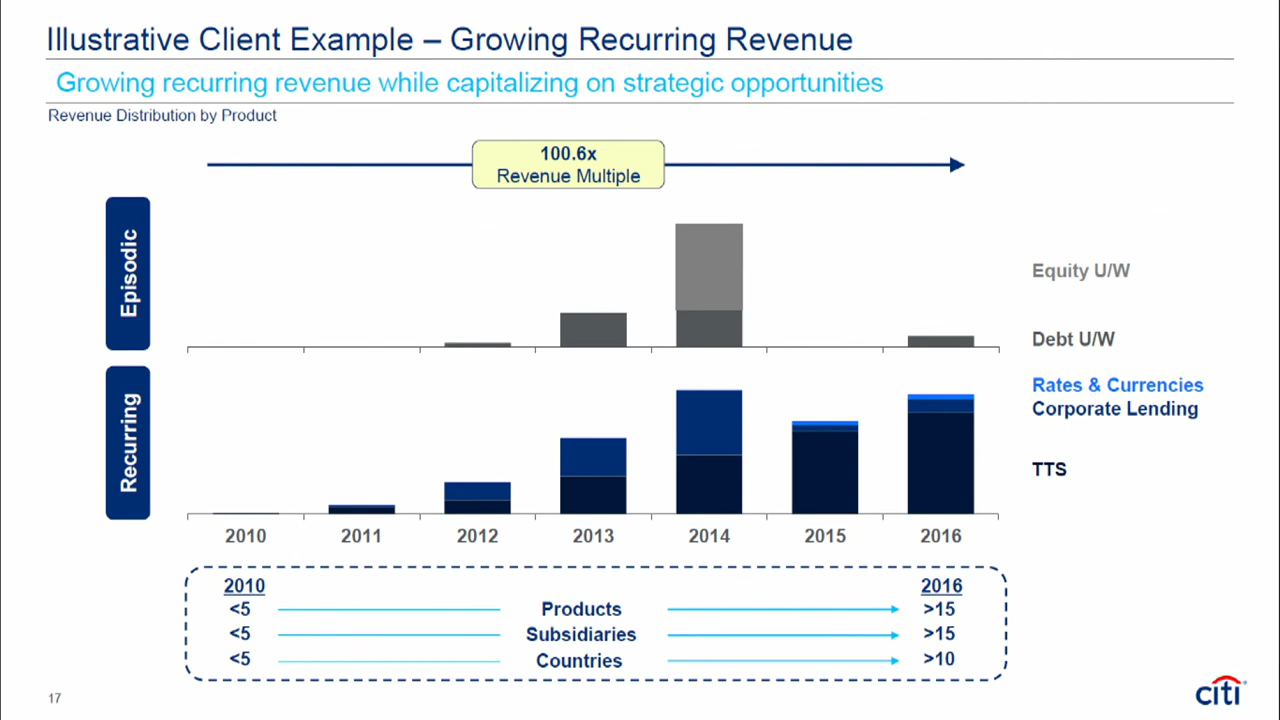 Illustrative Client Example – Growing Recurring Revenue
Growing recurring revenue while capitalizing on strategic opportunities
Revenue Distribution by Product
100.6x
Revenue Multiple
Episodic
Equity U/W
Debt U/W
Recurring
Rates & Currencies
Corporate Lending
TTS
2010 2011 2012 2013 2014 2015 2016
2010 2016
<5 Products >15
<5 Subsidiaries >15
<5 Countries >10
17
citi